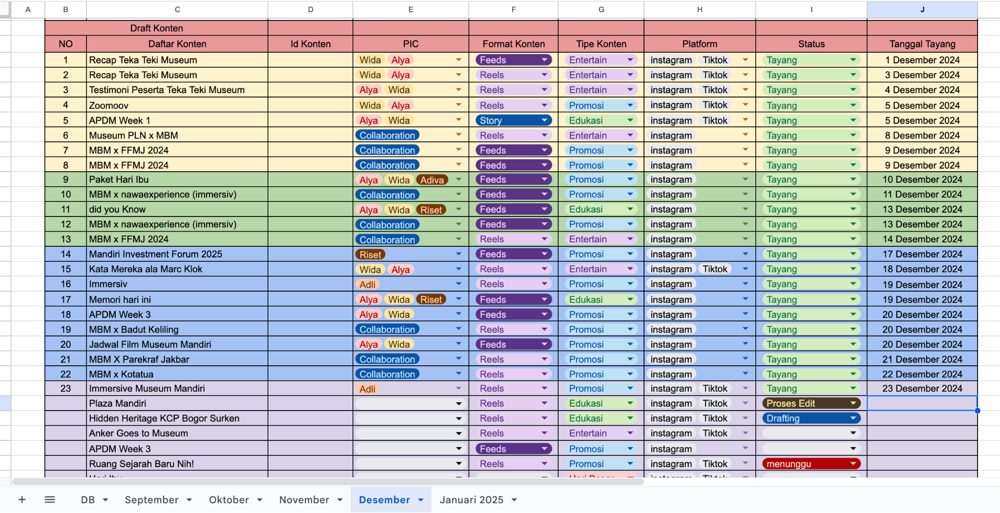 A B C D E F G H I J
Draft Konten
NO Daftar Konten Id Konten PIC Format Konten Tipe Konten Platform Status Tanggal Tayang
1 Recap Teka Teki Museum Wida Alya Feeds Entertain instagram Tiktok Tayang 1 Desember 2024
2 Recap Teka Teki Museum Wida Alya Reels Entertain instagram Tiktok Tayang 3 Desember 2024
3 Testimoni Peserta Teka Teki Museum Alya Wida Reels Entertain instagram Tiktok Tayang 4 Desember 2024
4 Zoomoov Wida Alya Reels Promosi instagram Tiktok Tayang 5 Desember 2024
5 APDM Week 1 Alya Wida Story Edukasi instagram Tiktok Tayang 5 Desember 2024
6 Museum PLN x MBM Collaboration Reels Entertain instagram Tayang 8 Desember 2024
7 MBM x FFMJ 2024 Collaboration Feeds Promosi instagram Tayang 9 Desember 2024
8 MBM x FFMJ 2024 Collaboration Feeds Promosi instagram Tayang 9 Desember 2024
9 Paket Hari Ibu Alya Wida Adiva Feeds Promosi instagram Tayang 10 Desember 2024
10 MBM x nawaexperience (immersiv) Collaboration Feeds Promosi instagram Tayang 11 Desember 2024
11 did you Know Alya Wida Riset Feeds Edukasi instagram Tayang 13 Desember 2024
12 MBM x nawaexperience (immersiv) Collaboration Feeds Promosi instagram Tayang 13 Desember 2024
13 MBM x FFMJ 2024 Collaboration Reels Entertain instagram Tayang 14 Desember 2024
14 Mandiri Investment Forum 2025 Riset Feeds Promosi instagram Tayang 17 Desember 2024
15 Kata Mereka ala Marc Klok Wida Alya Reels Entertain instagram Tiktok Tayang 18 Desember 2024
16 Immersiv Adli Reels Promosi instagram Tayang 19 Desember 2024
17 Memori hari ini Alya Wida Riset Feeds Edukasi instagram Tayang 19 Desember 2024
18 APDM Week 3 Alya Wida Feeds Promosi instagram Tayang 20 Desember 2024
19 MBM x Badut Keliling Collaboration Reels Promosi instagram Tayang 20 Desember 2024
20 Jadwal Film Museum Mandiri Alya Wida Feeds Promosi instagram Tayang 20 Desember 2024
21 MBM X Parekraf Jakbar Collaboration Reels Promosi instagram Tayang 21 Desember 2024
22 MBM x Kotatua Collaboration Reels Promosi instagram Tayang 22 Desember 2024
23 Immersive Museum Mandiri Adli Reels Promosi instagram Tiktok Tayang 23 Desember 2024
Plaza Mandiri Reels Edukasi instagram Tiktok Proses Edit
Hidden Heritage KCP Bogor Surken Reels Edukasi instagram Tiktok Drafting
Anker Goes to Museum Reels Entertain instagram Tiktok
APDM Week 3 Feeds Promosi instagram
Ruang Sejarah Baru Nih! Reels Promosi instagram Tiktok menunggu
DB September Oktober November Desember Januari 2025